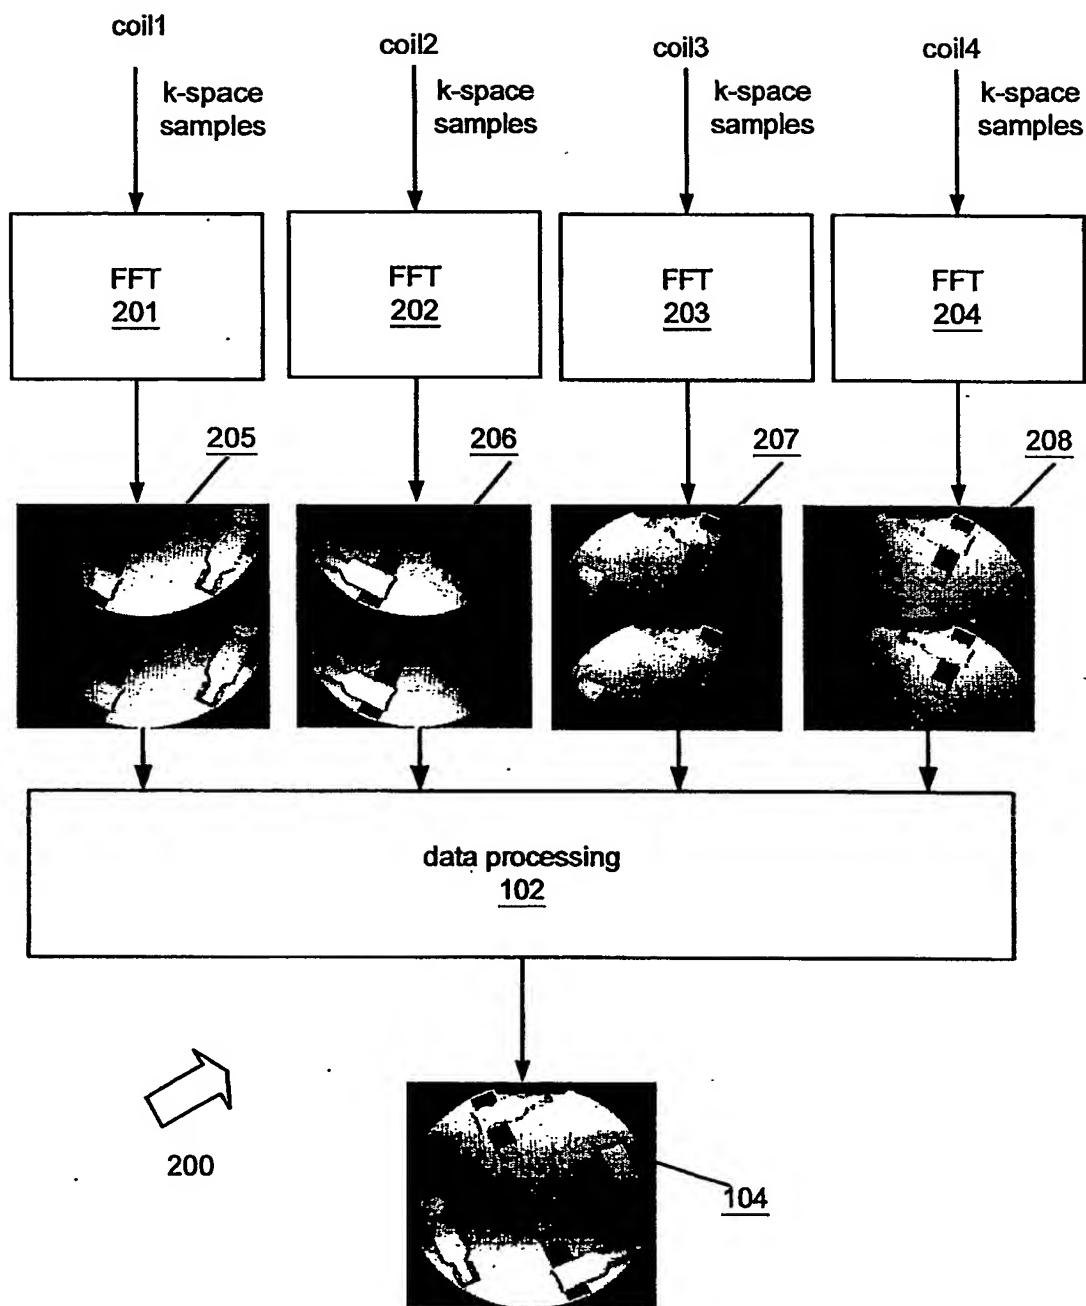 coil1
coil2
coil3
coil4
k-space
samples
k-space
samples
k-space
samples
k-space
samples
FFT
201
FFT
202
FFT
203
FFT
204
205
206
207
208
data processing
102
200
104